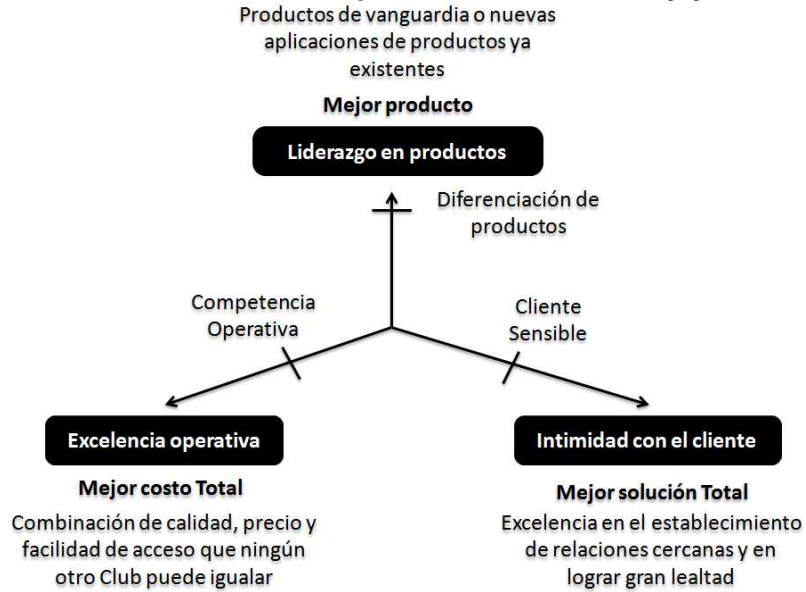 Productos de vanguardia o nuevas
aplicaciones de productos ya
existentes
Mejor producto
Liderazgo en productos
Diferenciación de
productos
Competencia
Operativa
Cliente
Sensible
Excelencia operativa
Mejor costo Total
Combinación de calidad, precio y
facilidad de acceso que ningún
otro Club puede igualar
Intimidad con el cliente
Mejor solución Total
Excelencia en el establecimiento
de relaciones cercanas y en
lograr gran lealtad